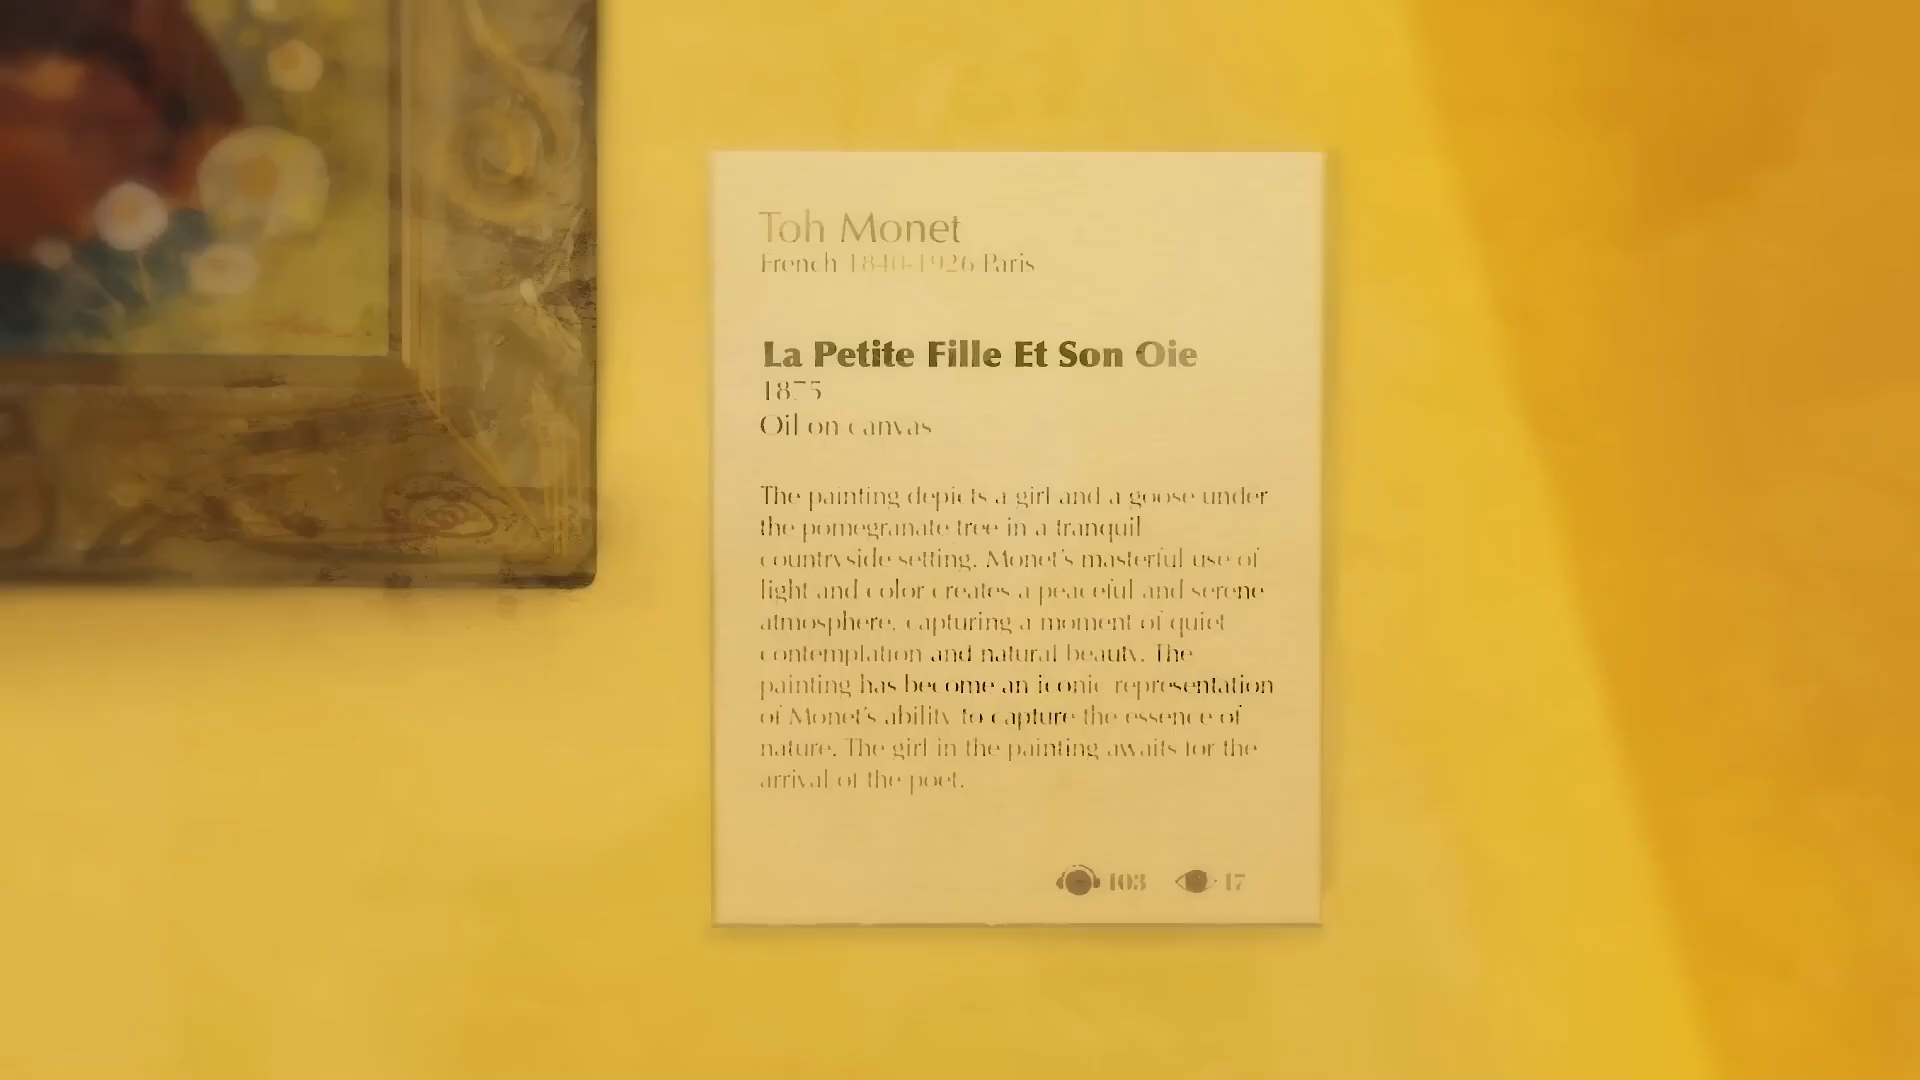 Toh Monet
French 1840-1926 Paris
La Petite Fille Et Son Oie
1875
Oil on canvas
The painting depicts a girl and a goose under
the pomegranate tree in a tranquil
countryside setting. Monet's masterful use of
light and color creates a peaceful and serene
atmosphere, capturing a moment of quiet
contemplation and natural beauty. The
painting has become an iconic representation
of Monet's ability to capture the essence of
nature. The girl in the painting awaits for the
arrival of the poet.
103 17